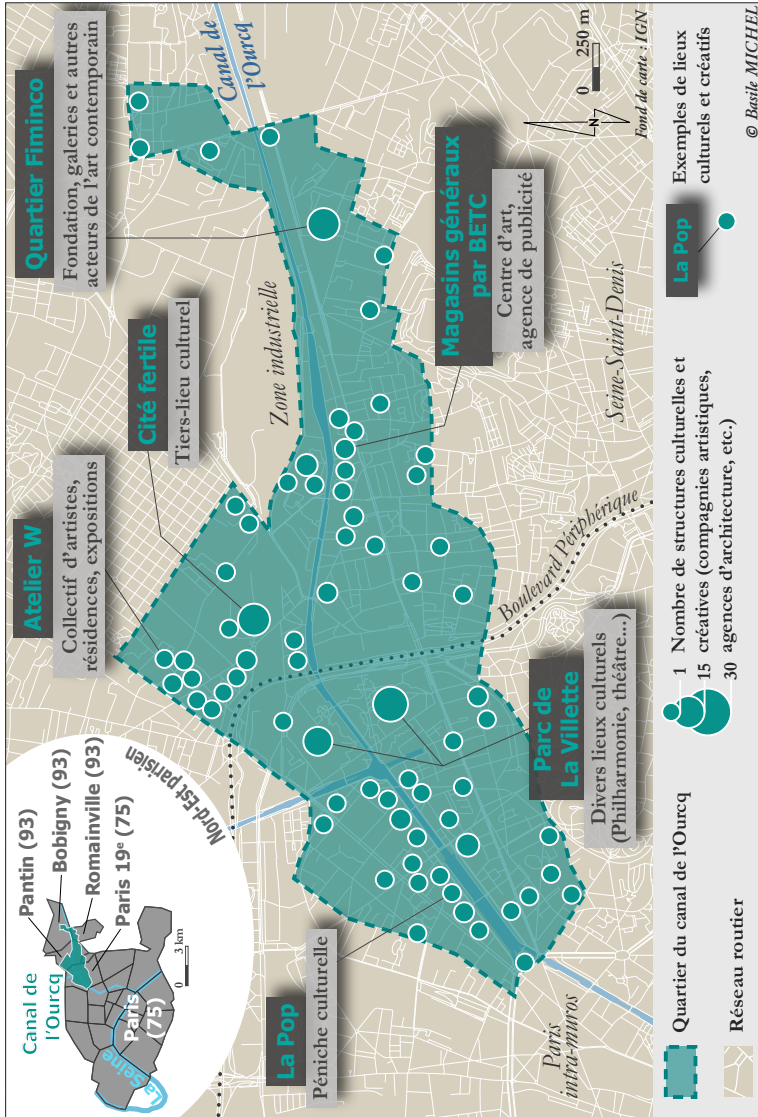 Canal de
l'Ourcq
Pantin (93)
Bobigny (93)
Romainville (93)
Paris 19e (75)
Paris
(75)
La Seine
0 3 km
Nord-Est parisien
Atelier W
Collectif d'artistes,
résidences, expositions
Cité fertile
Tiers-lieu culturel
Quartier Fiminco
Fondation, galeries et autres
acteurs de l'art contemporain
Zone industrielle
Canal de
l'Ourcq
La Pop
Péniche culturelle
Paris
intra-muros
Parc de
La Villette
Divers lieux culturels
(Philharmonie, théâtre...)
Boulevard Périphérique
Magasins généraux
par BETC
Centre d'art,
agence de publicité
Seine-Saint-Denis
N
0 250 m
Fond de carte : IGN
Quartier du canal de l'Ourcq
Réseau routier
1 Nombre de structures culturelles et
15 créatives (compagnies artistiques,
30 agences d'architecture, etc.)
La Pop
Exemples de lieux
culturels et créatifs
© Basile MICHEL